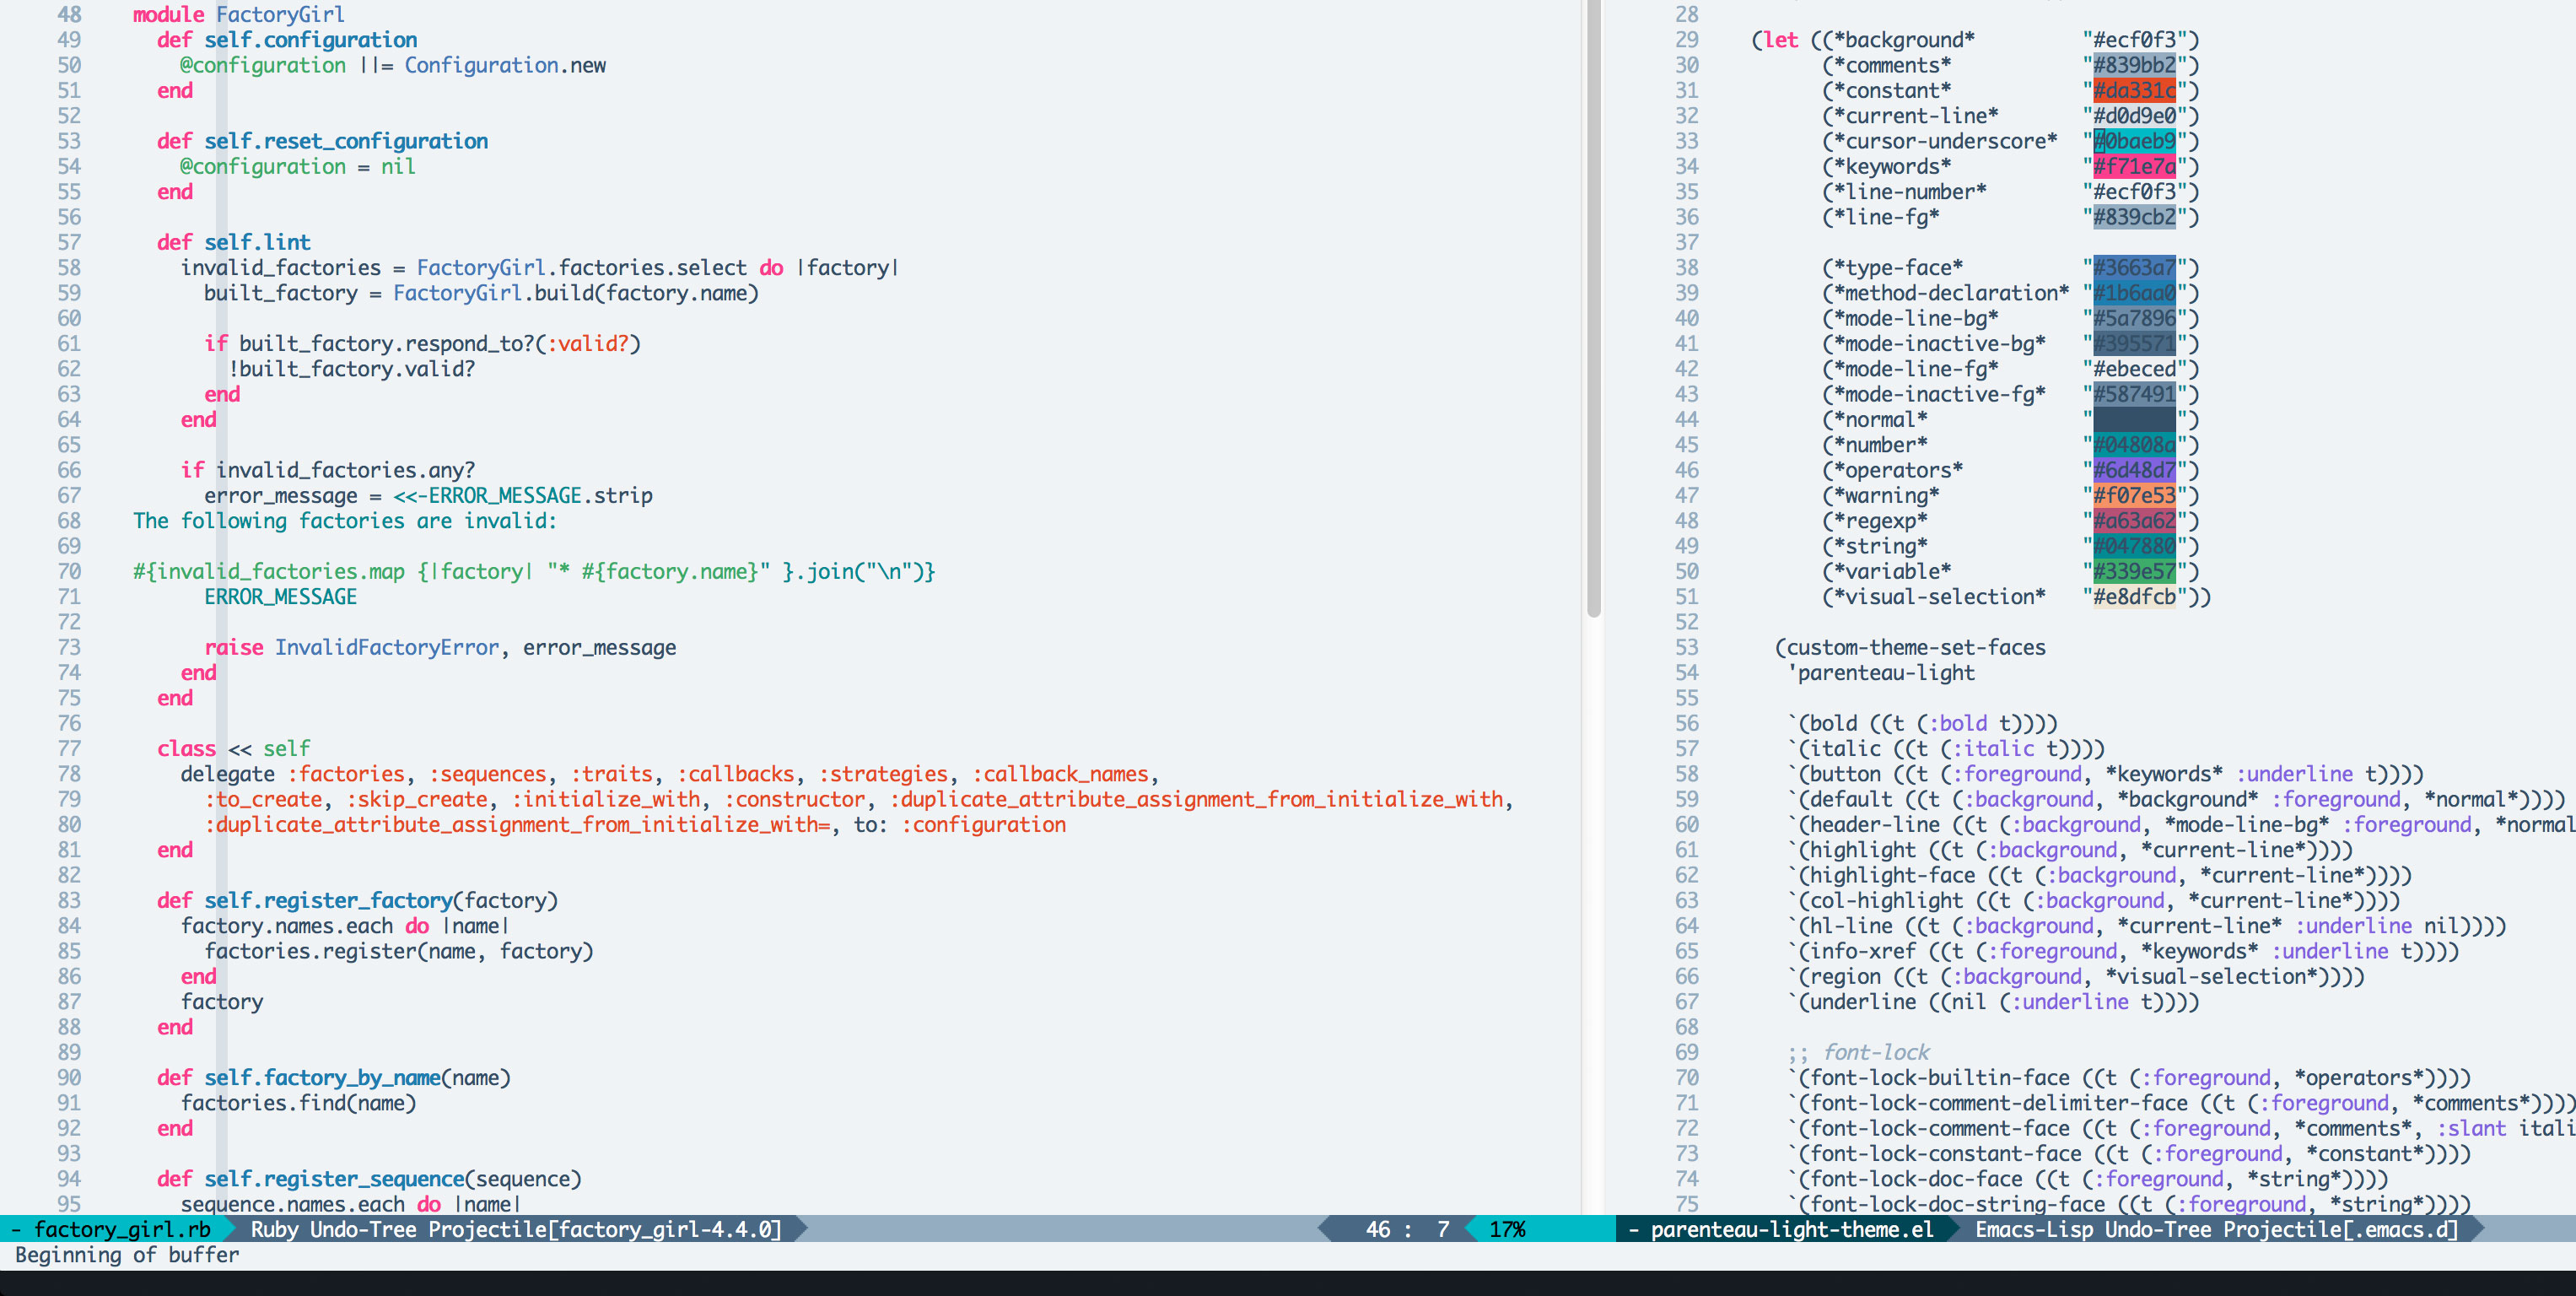 48 module FactoryGirl
49 def self.configuration
50 @configuration ||= Configuration.new
51 end
52
53 def self.reset_configuration
54 @configuration = nil
55 end
56
57 def self.lint
58 invalid_factories = FactoryGirl.factories.select do |factory|
59 built_factory = FactoryGirl.build(factory.name)
60
61 if built_factory.respond_to?(:valid?)
62 !built_factory.valid?
63 end
64 end
65
66 if invalid_factories.any?
67 error_message = <<-ERROR_MESSAGE.strip
68 The following factories are invalid:
69
70 #{invalid_factories.map {|factory| "* #{factory.name}" }.join("\n")}
71 ERROR_MESSAGE
72
73 raise InvalidFactoryError, error_message
74 end
75 end
76
77 class << self
78 delegate :factories, :sequences, :traits, :callbacks, :strategies, :callback_names,
79 :to_create, :skip_create, :initialize_with, :constructor, :duplicate_attribute_assignment_from_initialize_with,
80 :duplicate_attribute_assignment_from_initialize_with=, to: :configuration
81 end
82
83 def self.register_factory(factory)
84 factory.names.each do |name|
85 factories.register(name, factory)
86 end
87 factory
88 end
89
90 def self.factory_by_name(name)
91 factories.find(name)
92 end
93
94 def self.register_sequence(sequence)
95 sequence.names.each do |name|
- factory_girl.rb Ruby Undo-Tree Projectile[factory_girl-4.4.0] 46 : 7 17%
Beginning of buffer
28
29 (let ((*background* "#ecf0f3")
30 (*comments* "#839bb2")
31 (*constant* "#da331c")
32 (*current-line* "#d0d9e0")
33 (*cursor-underscore* "#0baeb9")
34 (*keywords* "#f71e7a")
35 (*line-number* "#ecf0f3")
36 (*line-fg* "#839cb2")
37
38 (*type-face* "#3663a7")
39 (*method-declaration* "#1b6aa0")
40 (*mode-line-bg* "#5a7896")
41 (*mode-inactive-bg* "#395571")
42 (*mode-line-fg* "#ebeced")
43 (*mode-inactive-fg* "#587491")
44 (*normal* " ")
45 (*number* "#04808a")
46 (*operators* "#6d48d7")
47 (*warning* "#f07e53")
48 (*regexp* "#a63a62")
49 (*string* "#047880")
50 (*variable* "#339e57")
51 (*visual-selection* "#e8dfcb"))
52
53 (custom-theme-set-faces
54 'parenteau-light
55
56 `(bold ((t (:bold t))))
57 `(italic ((t (:italic t))))
58 `(button ((t (:foreground, *keywords* :underline t))))
59 `(default ((t (:background, *background* :foreground, *normal*))))
60 `(header-line ((t (:background, *mode-line-bg* :foreground, *normal
61 `(highlight ((t (:background, *current-line*))))
62 `(highlight-face ((t (:background, *current-line*))))
63 `(col-highlight ((t (:background, *current-line*))))
64 `(hl-line ((t (:background, *current-line* :underline nil))))
65 `(info-xref ((t (:foreground, *keywords* :underline t))))
66 `(region ((t (:background, *visual-selection*))))
67 `(underline ((nil (:underline t))))
68
69 ;; font-lock
70 `(font-lock-builtin-face ((t (:foreground, *operators*))))
71 `(font-lock-comment-delimiter-face ((t (:foreground, *comments*))))
72 `(font-lock-comment-face ((t (:foreground, *comments*, :slant itali
73 `(font-lock-constant-face ((t (:foreground, *constant*))))
74 `(font-lock-doc-face ((t (:foreground, *string*))))
75 `(font-lock-doc-string-face ((t (:foreground, *string*))))
- parenteau-light-theme.el Emacs-Lisp Undo-Tree Projectile[.emacs.d]